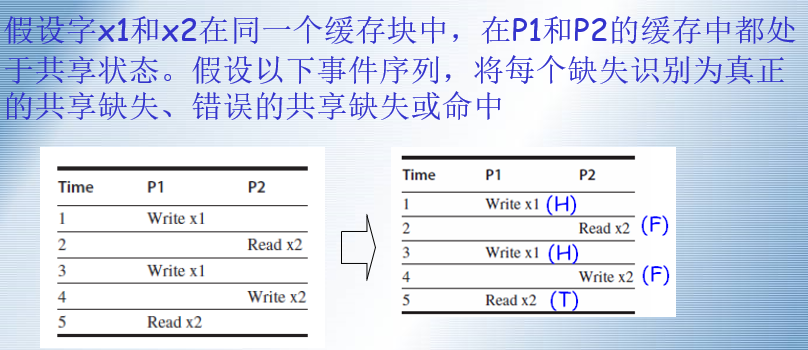 假设字x1和x2在同一个缓存块中，在P1和P2的缓存中都处
于共享状态。假设以下事件序列，将每个缺失识别为真正
的共享缺失、错误的共享缺失或命中
Time P1 P2
1 Write x1
2 Read x2
3 Write x1
4 Write x2
5 Read x2
Time P1 P2
1 Write x1 (H)
2 Read x2 (F)
3 Write x1 (H)
4 Write x2 (F)
5 Read x2 (T)